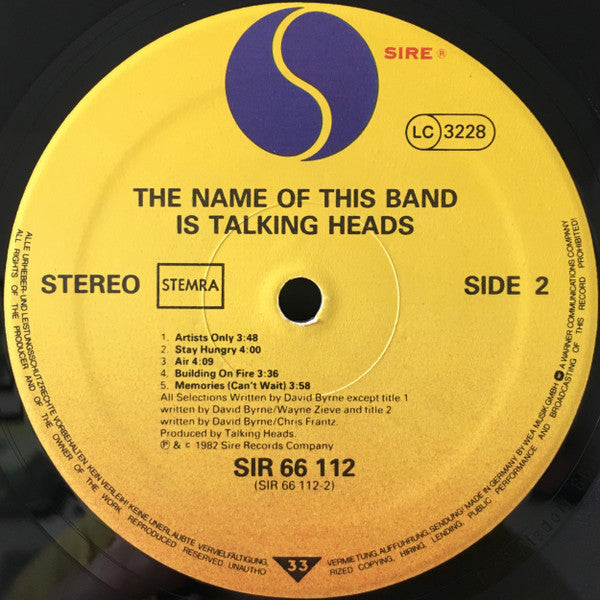 SIRE ®
LC 3228
THE NAME OF THIS BAND
IS TALKING HEADS
STEREO
STEMRA
SIDE 2
1. Artists Only 3:48
2. Stay Hungry 4:00
3 Air 4:09
4. Building On Fire 3:36
5. Memories (Can't Wait) 3:58
All Selections Written by David Byrne except title 1
written by David Byrne/Wayne Zieve and title 2
written by David Byrne/Chris Frantz.
Produced by Talking Heads.
℗ & c 1982 Sire Records Company
SIR 66 112
(SIR 66 112-2)
33
ALLE URHEBER- UND LEISTUNGSSCHUTZRECHTE VORBEHALTEN. KEIN VERLEIH! KEINE UNERLAUBTE VERVIELFÄLTIGUNG, VERMIETUNG, AUFFÜHRUNG, SENDUNG! MADE IN GERMANY BY WEA MUSIK GMBH A WARNER COMMUNICATIONS COMPANY
ALL RIGHTS OF THE PRODUCER AND OF THE OWNER OF THE WORK REPRODUCED RESERVED UNAUTHORIZED COPYING, HIRING, LENDING, PUBLIC PERFORMANCE AND BROADCASTING OF THIS RECORD PROHIBITED!